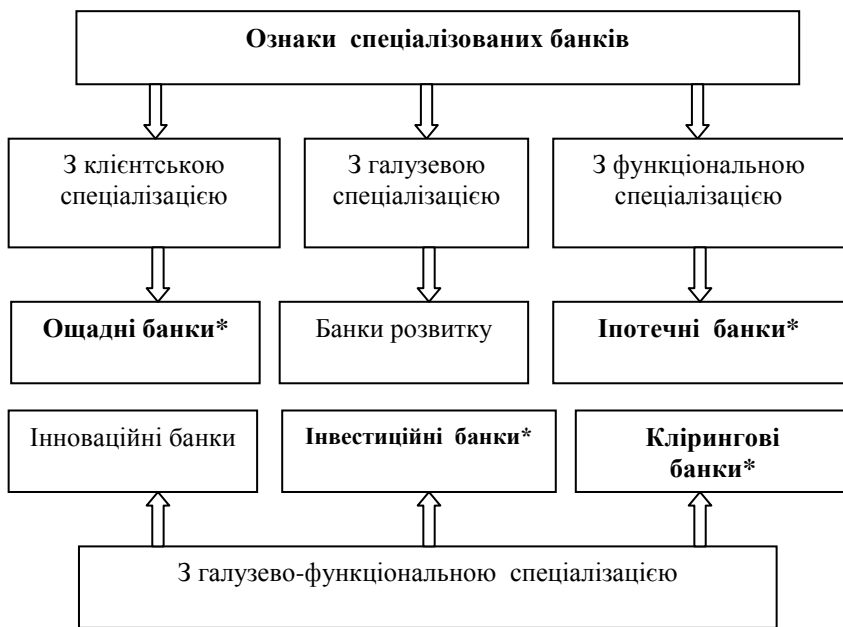 Ознаки спеціалізованих банків
З клієнтською
спеціалізацією
З галузевою
спеціалізацією
З функціональною
спеціалізацією
Ощадні банки*
Банки розвитку
Іпотечні банки*
Інноваційні банки
Інвестиційні банки*
Клірингові
банки*
З галузево-функціональною спеціалізацією